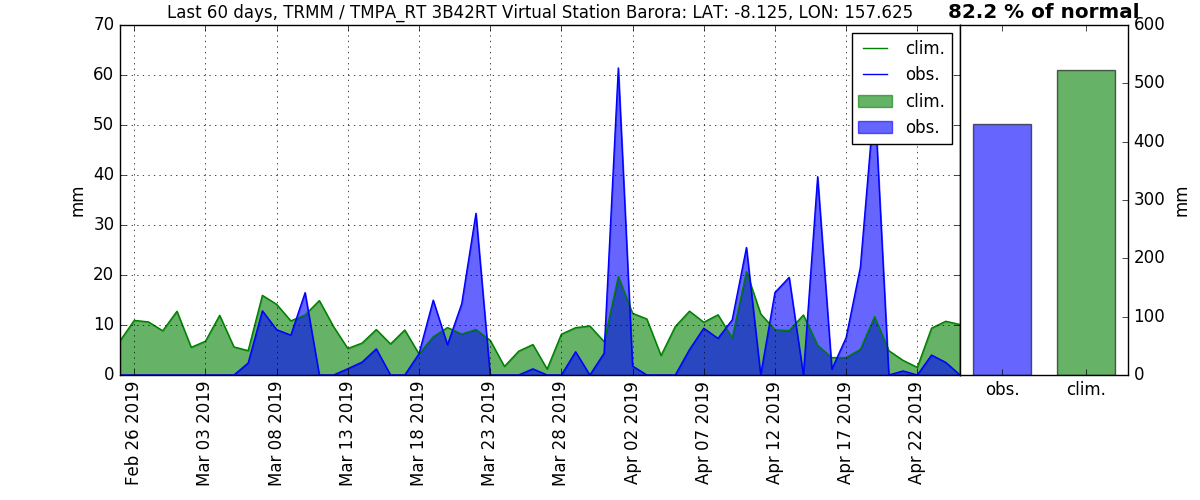 Last 60 days, TRMM / TMPA_RT 3B42RT Virtual Station Barora: LAT: -8.125, LON: 157.625
82.2 % of normal
70
60
50
40
30
20
10
0
mm
clim.
obs.
clim.
obs.
600
500
400
300
200
100
0
mm
Feb 26 2019
Mar 03 2019
Mar 08 2019
Mar 13 2019
Mar 18 2019
Mar 23 2019
Mar 28 2019
Apr 02 2019
Apr 07 2019
Apr 12 2019
Apr 17 2019
Apr 22 2019
obs.
clim.